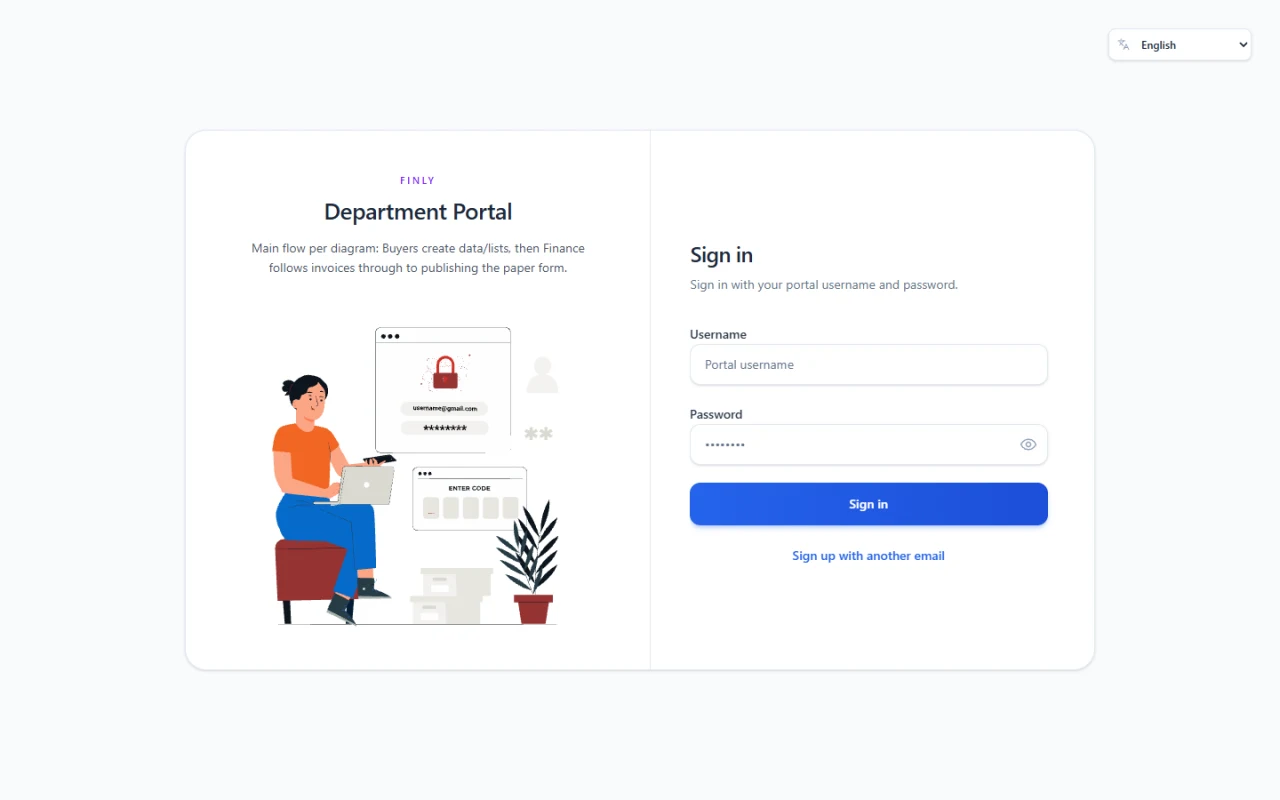 English
FINLY
Department Portal
Main flow per diagram: Buyers create data/lists, then Finance
follows invoices through to publishing the paper form.
username@gmail.com
********
**
ENTER CODE
Sign in
Sign in with your portal username and password.
Username
Portal username
Password
••••••••
Sign in
Sign up with another email